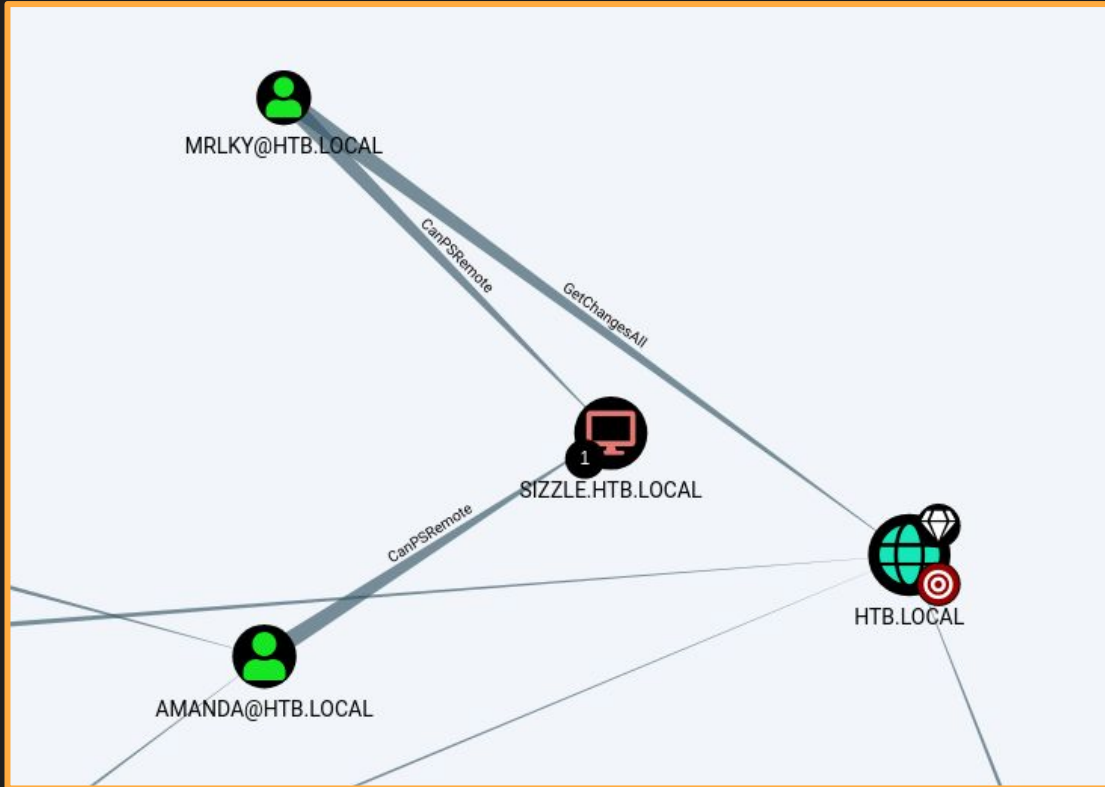 MRLKY@HTB.LOCAL
CanPSRemote
GetChangesAll
1
SIZZLE.HTB.LOCAL
CanPSRemote
HTB.LOCAL
AMANDA@HTB.LOCAL